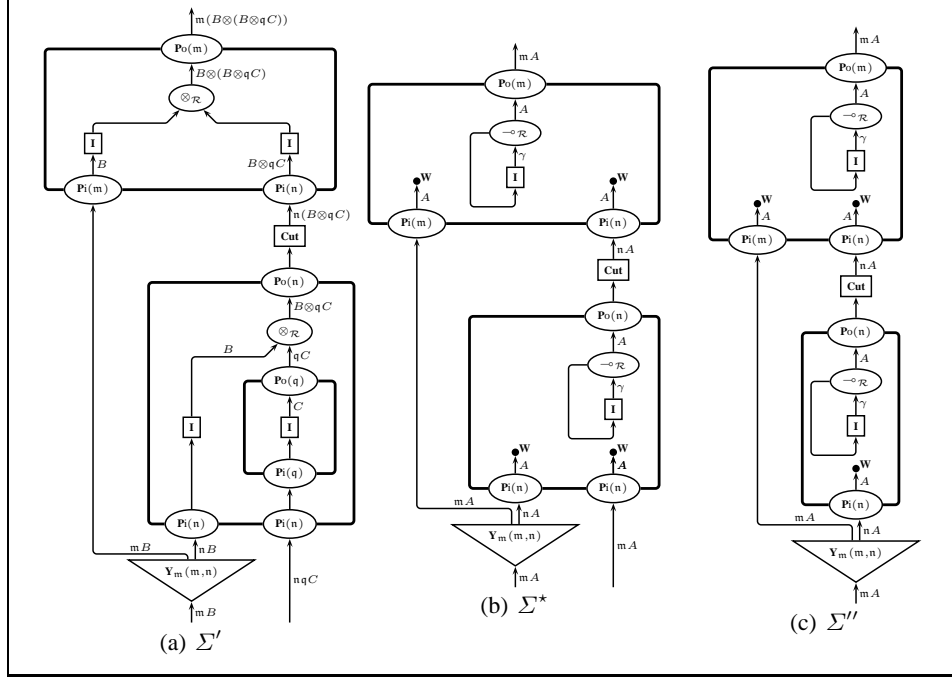 𝔪(B⊗(B⊗𝔮C))
Po(𝔪)
B⊗(B⊗𝔮C)
⊗ℛ
I
I
B
B⊗𝔮C
Pi(𝔪)
Pi(𝔫)
𝔫(B⊗𝔮C)
Cut
Po(𝔫)
B⊗𝔮C
⊗ℛ
B
𝔮C
Po(𝔮)
C
I
I
Pi(𝔮)
Pi(𝔫)
Pi(𝔫)
𝔪B
𝔫B
Y𝔪(𝔪,𝔫)
𝔫𝔮C
𝔪B
(a) Σ′
𝔪A
Po(𝔪)
A
⊸ℛ
γ
I
W
W
A
A
Pi(𝔪)
Pi(𝔫)
𝔫A
Cut
Po(𝔫)
A
⊸ℛ
γ
I
W
W
A
A
Pi(𝔫)
Pi(𝔫)
𝔪A
𝔫A
Y𝔪(𝔪,𝔫)
𝔪A
𝔪A
(b) Σ⋆
𝔪A
Po(𝔪)
A
⊸ℛ
γ
I
W
W
A
A
Pi(𝔪)
Pi(𝔫)
𝔫A
Cut
Po(𝔫)
A
⊸ℛ
γ
I
W
A
Pi(𝔫)
𝔪A
𝔫A
Y𝔪(𝔪,𝔫)
𝔪A
(c) Σ″